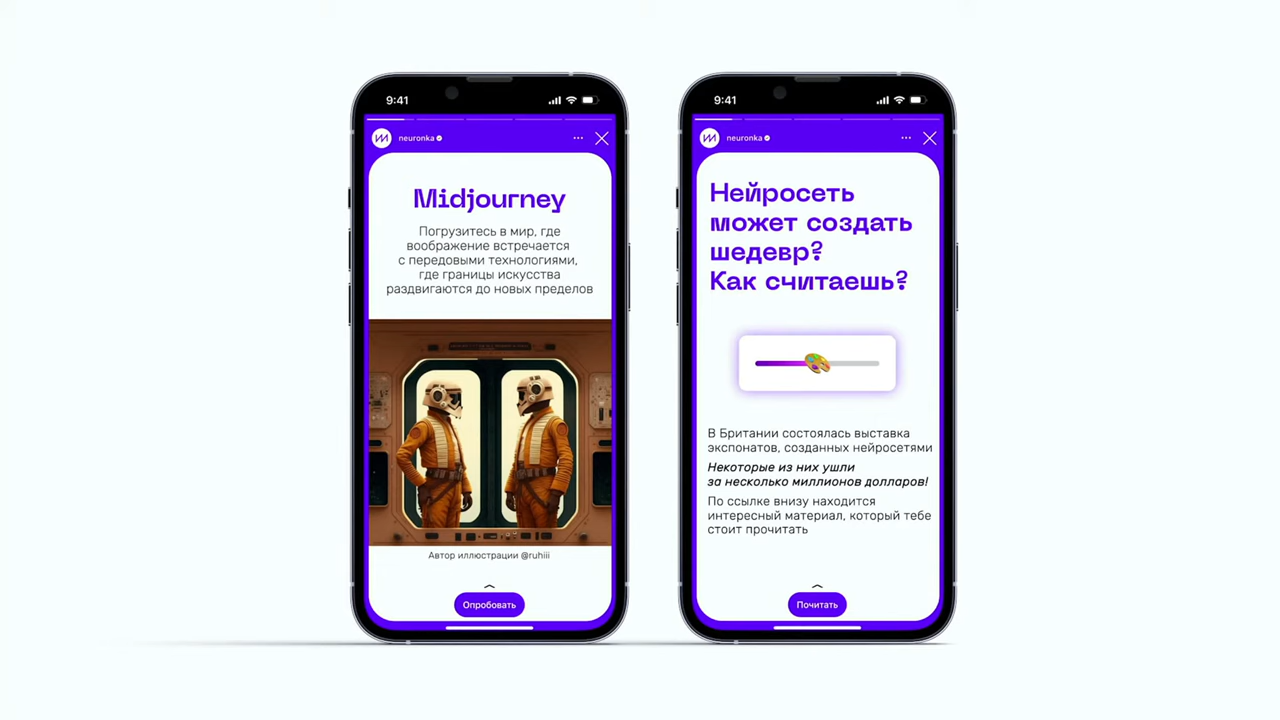 9:41
neuronka
Midjourney
Погрузитесь в мир, где
воображение встречается
с передовыми технологиями,
где границы искусства
раздвигаются до новых пределов
Автор иллюстрации @ruhiii
Опробовать
9:41
neuronka
Нейросеть
может создать
шедевр?
Как считаешь?
В Британии состоялась выставка
экспонатов, созданных нейросетями
Некоторые из них ушли
за несколько миллионов долларов!
По ссылке внизу находится
интересный материал, который тебе
стоит прочитать
Почитать